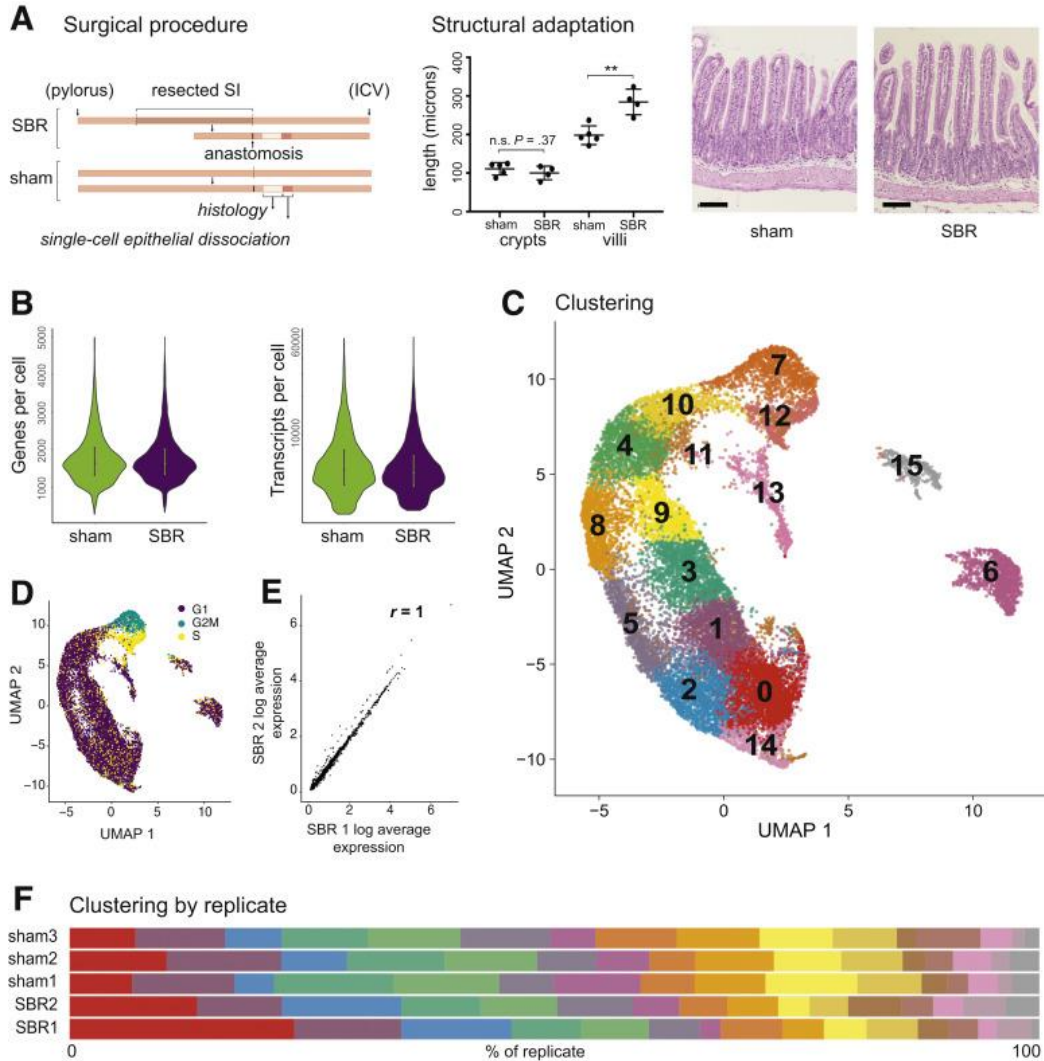 A
Surgical procedure
(pylorus)
resected SI
(ICV)
SBR
anastomosis
sham
histology
single-cell epithelial dissociation
Structural adaptation
length (microns)
400
300
200
100
0
**
n.s. P = .37
sham SBR sham SBR
crypts villi
sham
SBR
B
Genes per cell
5000
4000
3000
2000
1000
sham SBR
Transcripts per cell
60000
10000
sham SBR
C
Clustering
UMAP 2
10
5
0
−5
−10
7
10
12
4
11
15
13
8
9
3
6
5
1
2
0
14
−5 0 5 10
UMAP 1
D
G1
G2M
S
UMAP 2
10
5
0
−5
−10
−5 0 5 10
UMAP 1
E
r = 1
SBR 2 log average
expression
6
4
2
0
0 2 4 6
SBR 1 log average
expression
F
Clustering by replicate
sham3
sham2
sham1
SBR2
SBR1
0 % of replicate 100